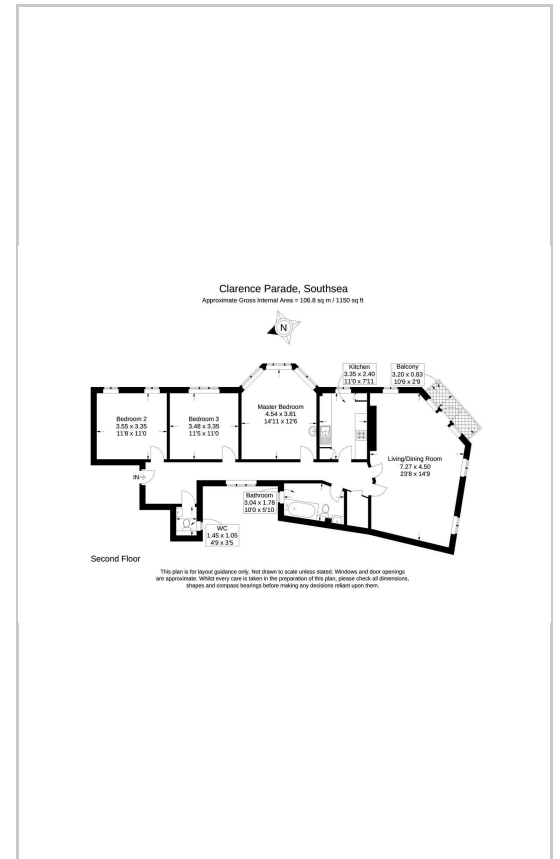 Clarence Parade, Southsea
Approximate Gross Internal Area = 106.8 sq m / 1150 sq ft
N
Kitchen
3.35 x 2.40
11'0 x 7'11
Balcony
3.20 x 0.83
10'6 x 2'9
Bedroom 2
3.55 x 3.35
11'8 x 11'0
Bedroom 3
3.48 x 3.35
11'5 x 11'0
Master Bedroom
4.54 x 3.81
14'11 x 12'6
Living/Dining Room
7.27 x 4.50
23'8 x 14'9
IN
Bathroom
3.04 x 1.78
10'0 x 5'10
WC
1.45 x 1.05
4'9 x 3'5
Second Floor
This plan is for layout guidance only. Not drawn to scale unless stated. Windows and door openings
are approximate. Whilst every care is taken in the preparation of this plan, please check all dimensions,
shapes and compass bearings before making any decisions reliant upon them.